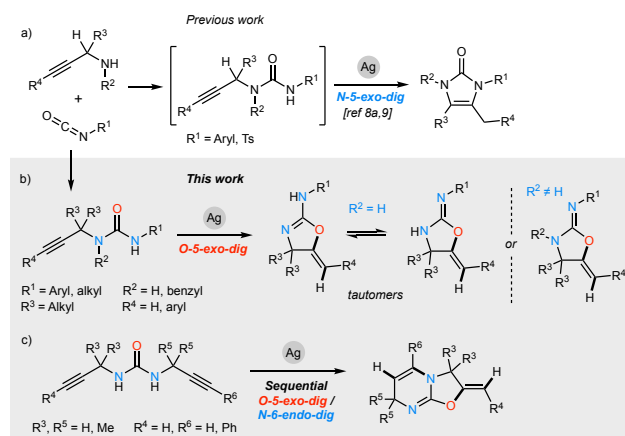 Previous work
a)
H R³
R⁴
NH
R²
+
O
C
N
R¹
R⁴
H
R³
O
N
R²
N
H
R¹
R¹ = Aryl, Ts
Ag
N-5-exo-dig
[ref 8a,9]
O
R²
N
N
R¹
R³
R⁴
b)
This work
R³ R³
O
R⁴
N
R²
N
H
R¹
R¹ = Aryl, alkyl R² = H, benzyl
R³ = Alkyl R⁴ = H, aryl
Ag
O-5-exo-dig
HN
R¹
N
O
R³
R³
R⁴
H
R² = H
tautomers
N
R¹
HN
O
R³
R³
R⁴
H
or
R² ≠ H
N
R¹
R²
N
O
R³
R³
R⁴
H
c)
R³ R³ O R⁵ R⁵
R⁴
N
H
N
H
R⁶
R³, R⁵ = H, Me R⁴ = H, R⁶ = H, Ph
Ag
Sequential
O-5-exo-dig /
N-6-endo-dig
R⁶
H
R³
R³
N
H
R⁵
R⁵
N
O
R⁴